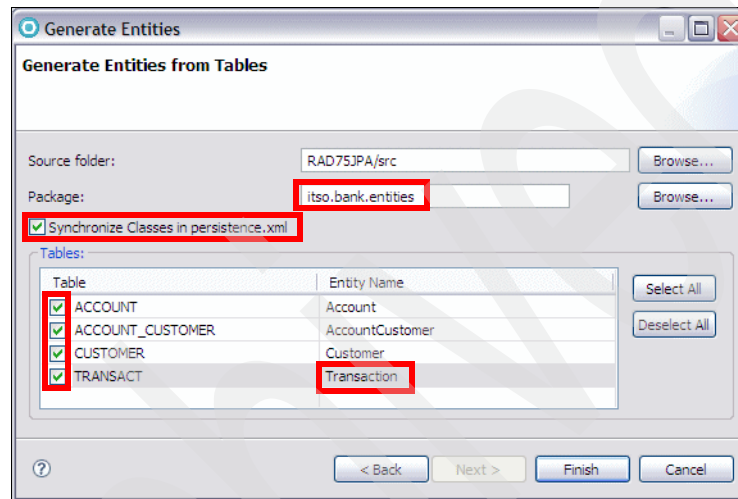 Generate Entities
Generate Entities from Tables
Source folder: RAD75JPA/src Browse...
Package: itso.bank.entities Browse...
Synchronize Classes in persistence.xml
Tables:
Table Entity Name
Select All
ACCOUNT Account
ACCOUNT_CUSTOMER AccountCustomer
Deselect All
CUSTOMER Customer
TRANSACT Transaction
? < Back Next > Finish Cancel